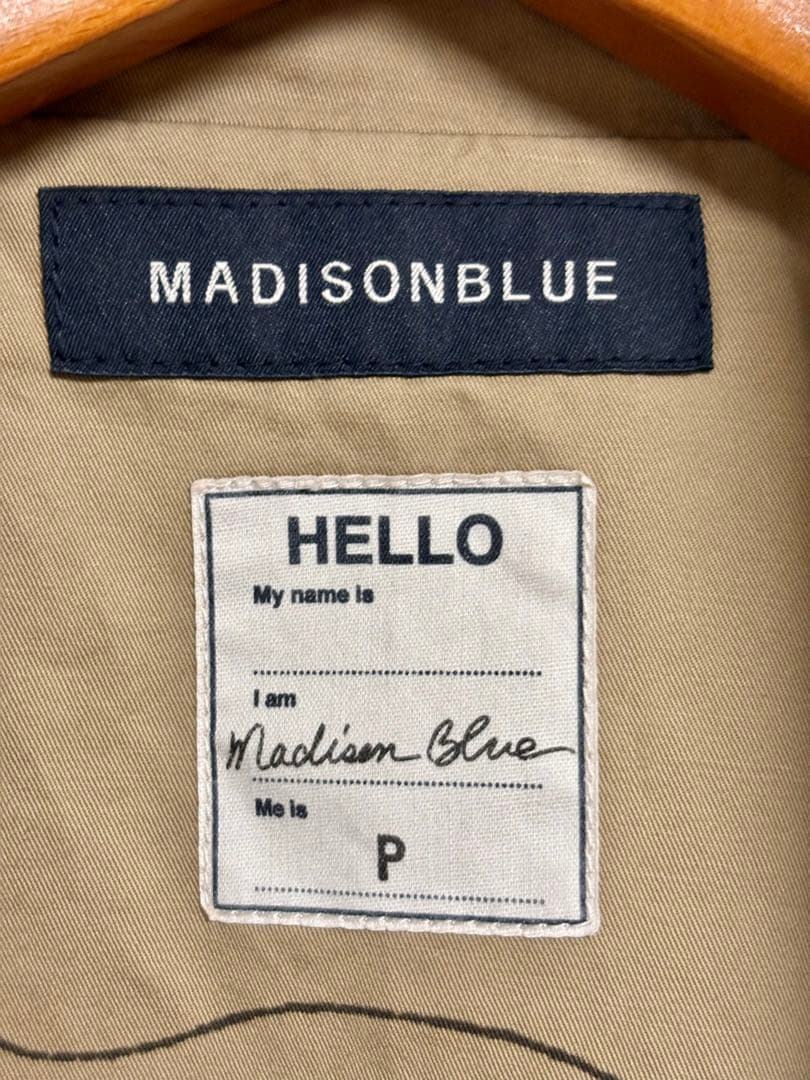 MADISONBLUE
HELLO
My name is
I am
Madison Blue
Me is
P